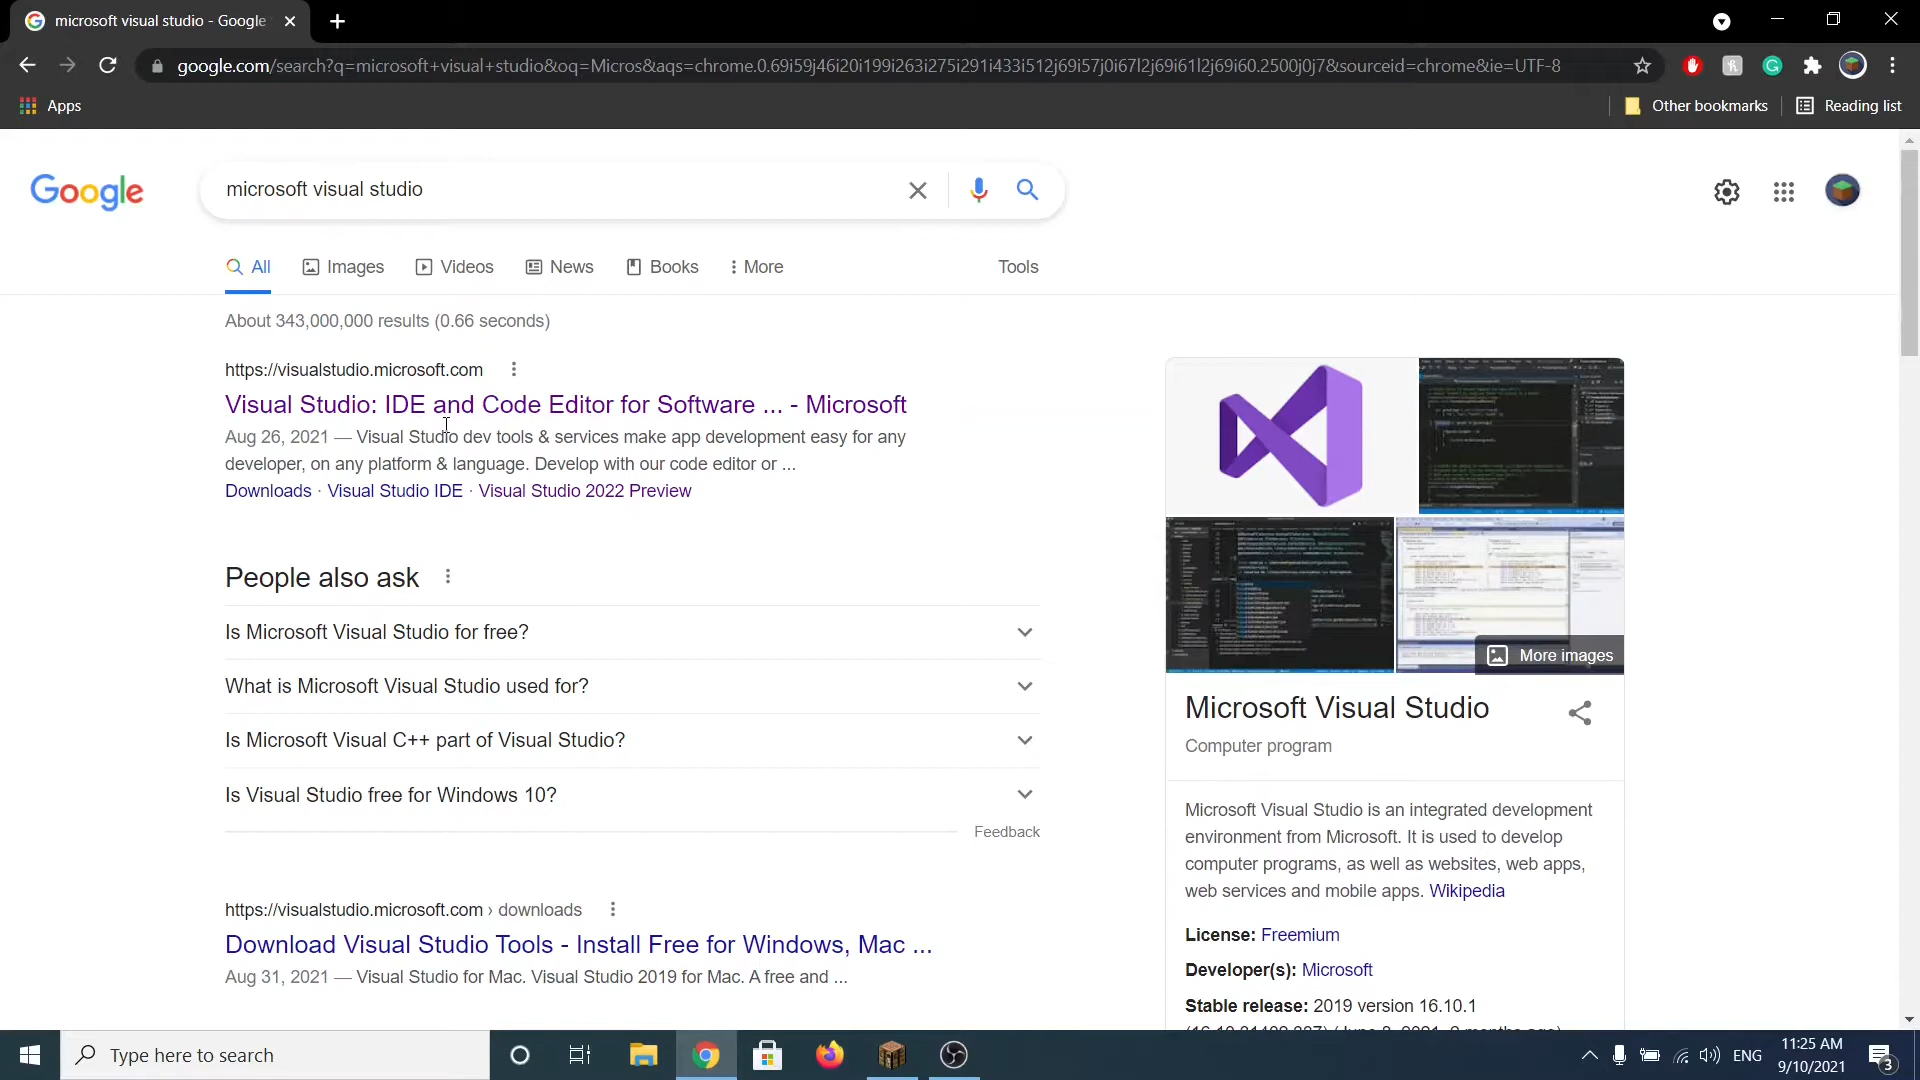 microsoft visual studio - Google
google.com/search?q=microsoft+visual+studio&oq=Micros&aqs=chrome.0.69i59j46i20i199i263i275i291i433i512j69i57j0i67l2j69i61l2j69i60.2500j0j7&sourceid=chrome&ie=UTF-8
Apps
Other bookmarks
Reading list
Google
microsoft visual studio
All
Images
Videos
News
Books
More
Tools
About 343,000,000 results (0.66 seconds)
https://visualstudio.microsoft.com
Visual Studio: IDE and Code Editor for Software ... - Microsoft
Aug 26, 2021 — Visual Studio dev tools & services make app development easy for any
developer, on any platform & language. Develop with our code editor or ...
Downloads · Visual Studio IDE · Visual Studio 2022 Preview
People also ask
Is Microsoft Visual Studio for free?
What is Microsoft Visual Studio used for?
Is Microsoft Visual C++ part of Visual Studio?
Is Visual Studio free for Windows 10?
Feedback
https://visualstudio.microsoft.com › downloads
Download Visual Studio Tools - Install Free for Windows, Mac ...
Aug 31, 2021 — Visual Studio for Mac. Visual Studio 2019 for Mac. A free and ...
More images
Microsoft Visual Studio
Computer program
Microsoft Visual Studio is an integrated development
environment from Microsoft. It is used to develop
computer programs, as well as websites, web apps,
web services and mobile apps. Wikipedia
License: Freemium
Developer(s): Microsoft
Stable release: 2019 version 16.10.1
Type here to search
ENG
11:25 AM
9/10/2021
3